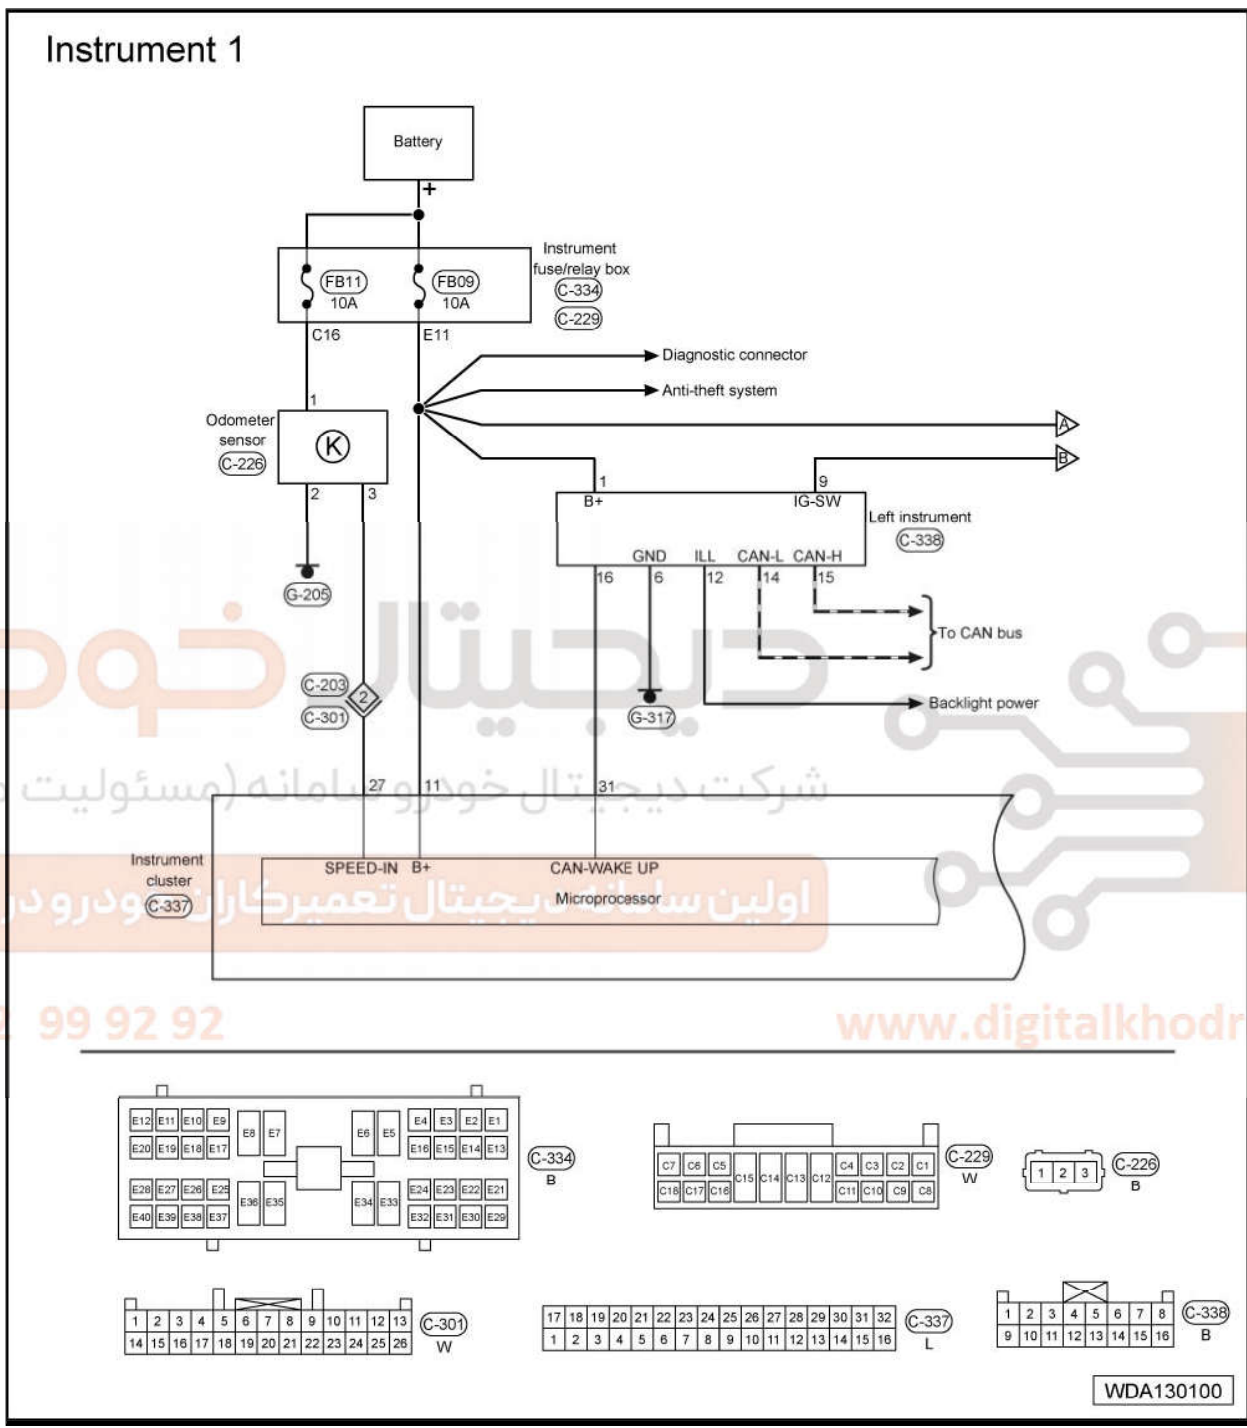 Instrument 1
Battery
+
Instrument
fuse/relay box
C-334
C-229
FB11
10A
FB09
10A
C16
E11
Diagnostic connector
Anti-theft system
A
B
1
Odometer
sensor
C-226
K
2
3
1
9
B+
IG-SW
Left instrument
C-338
GND
ILL
CAN-L
CAN-H
16
6
12
14
15
G-205
To CAN bus
دیجیتال خودرو
C-203
2
C-301
G-317
Backlight power
شرکت دیجیتال خودرو سامانه (مسئولیت
27
11
31
Instrument
cluster
C-337
SPEED-IN
B+
CAN-WAKE UP
Microprocessor
اولین سامانه دیجیتال تعمیرکاران خودرو در
99 92 92
www.digitalkhodr
E12 E11 E10 E9 E8 E7 E6 E5 E4 E3 E2 E1
E20 E19 E18 E17 E16 E15 E14 E13
E28 E27 E26 E25 E36 E35 E34 E33 E24 E23 E22 E21
E40 E39 E38 E37 E32 E31 E30 E29
C-334
B
C7 C6 C5 C15 C14 C13 C12 C4 C3 C2 C1
C18 C17 C16 C11 C10 C9 C8
C-229
W
1 2 3
C-226
B
1 2 3 4 5 6 7 8 9 10 11 12 13
14 15 16 17 18 19 20 21 22 23 24 25 26
C-301
W
17 18 19 20 21 22 23 24 25 26 27 28 29 30 31 32
1 2 3 4 5 6 7 8 9 10 11 12 13 14 15 16
C-337
L
1 2 3 4 5 6 7 8
9 10 11 12 13 14 15 16
C-338
B
WDA130100